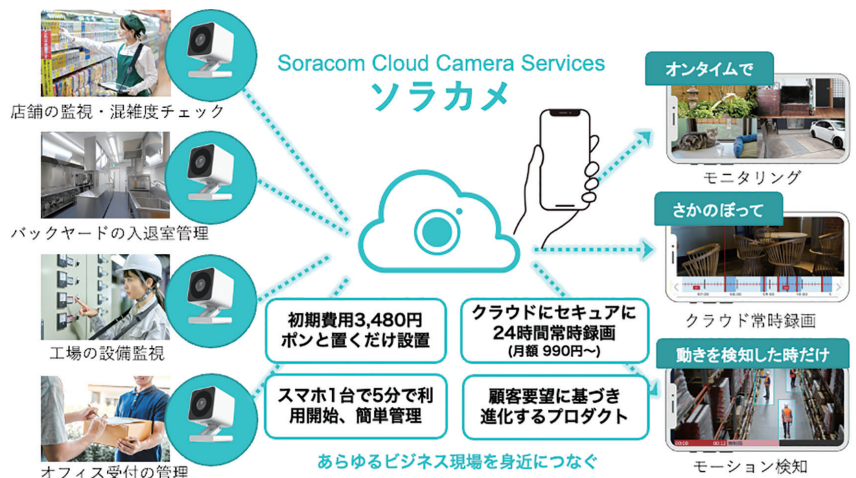 Soracom Cloud Camera Services
ソラカメ
店舗の監視・混雑度チェック
バックヤードの入退室管理
工場の設備監視
オフィス受付の管理
初期費用3,480円
ポンと置くだけ設置
クラウドにセキュアに
24時間常時録画
(月額 990円〜)
スマホ1台で5分で利
用開始、簡単管理
顧客要望に基づき
進化するプロダクト
あらゆるビジネス現場を身近につなぐ
オンタイムで
モニタリング
さかのぼって
クラウド常時録画
動きを検知した時だけ
モーション検知